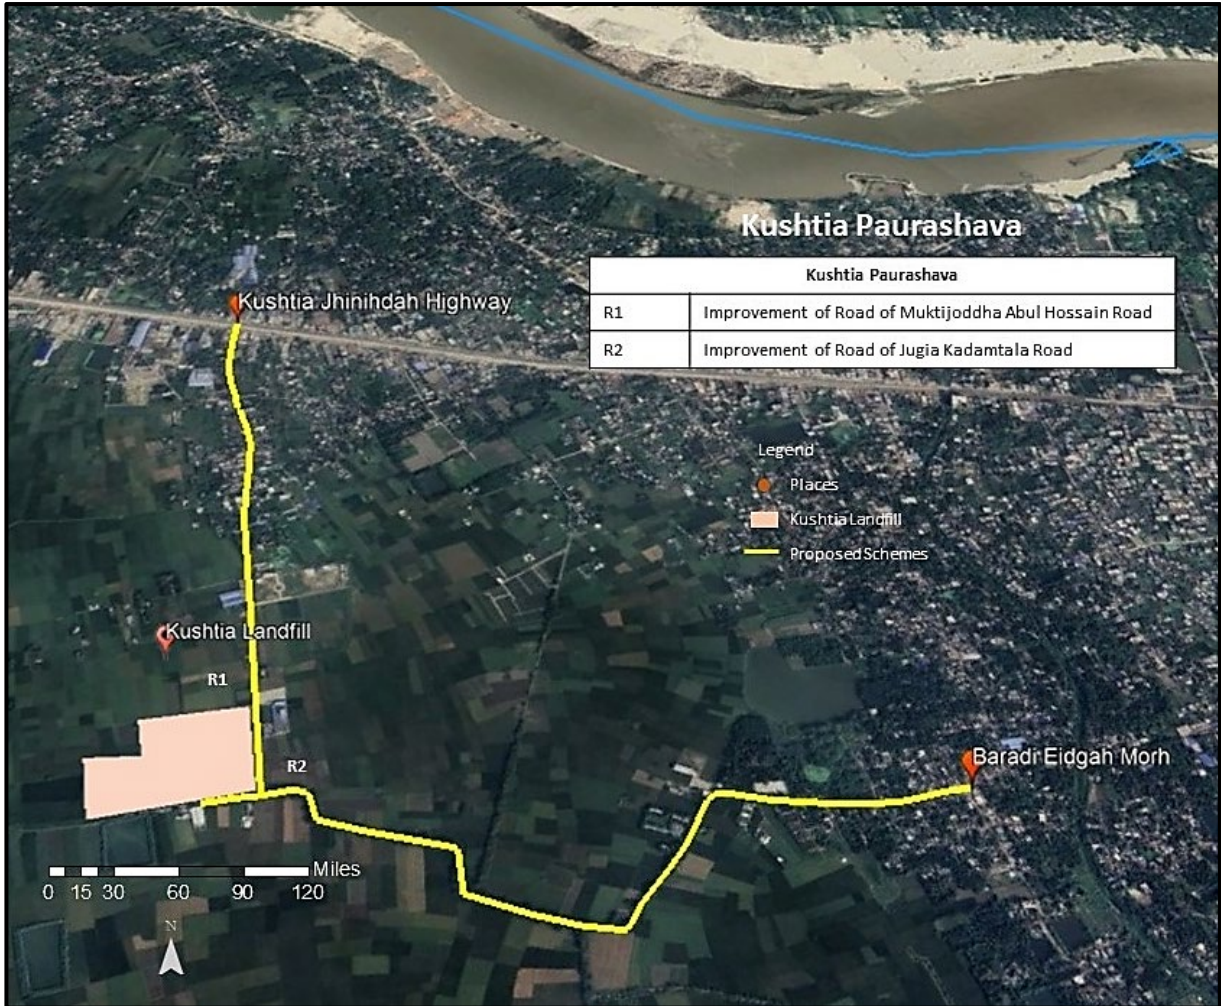 Kushtia Paurashava
Kushtia Paurashava
R1 Improvement of Road of Muktijoddha Abul Hossain Road
R2 Improvement of Road of Jugia Kadamtala Road
Kushtia Jhinihdah Highway
Legend
Places
Kushtia Landfill
Proposed Schemes
Kushtia Landfill
R1
R2
Baradi Eidgah Morh
Miles
0 15 30 60 90 120
N